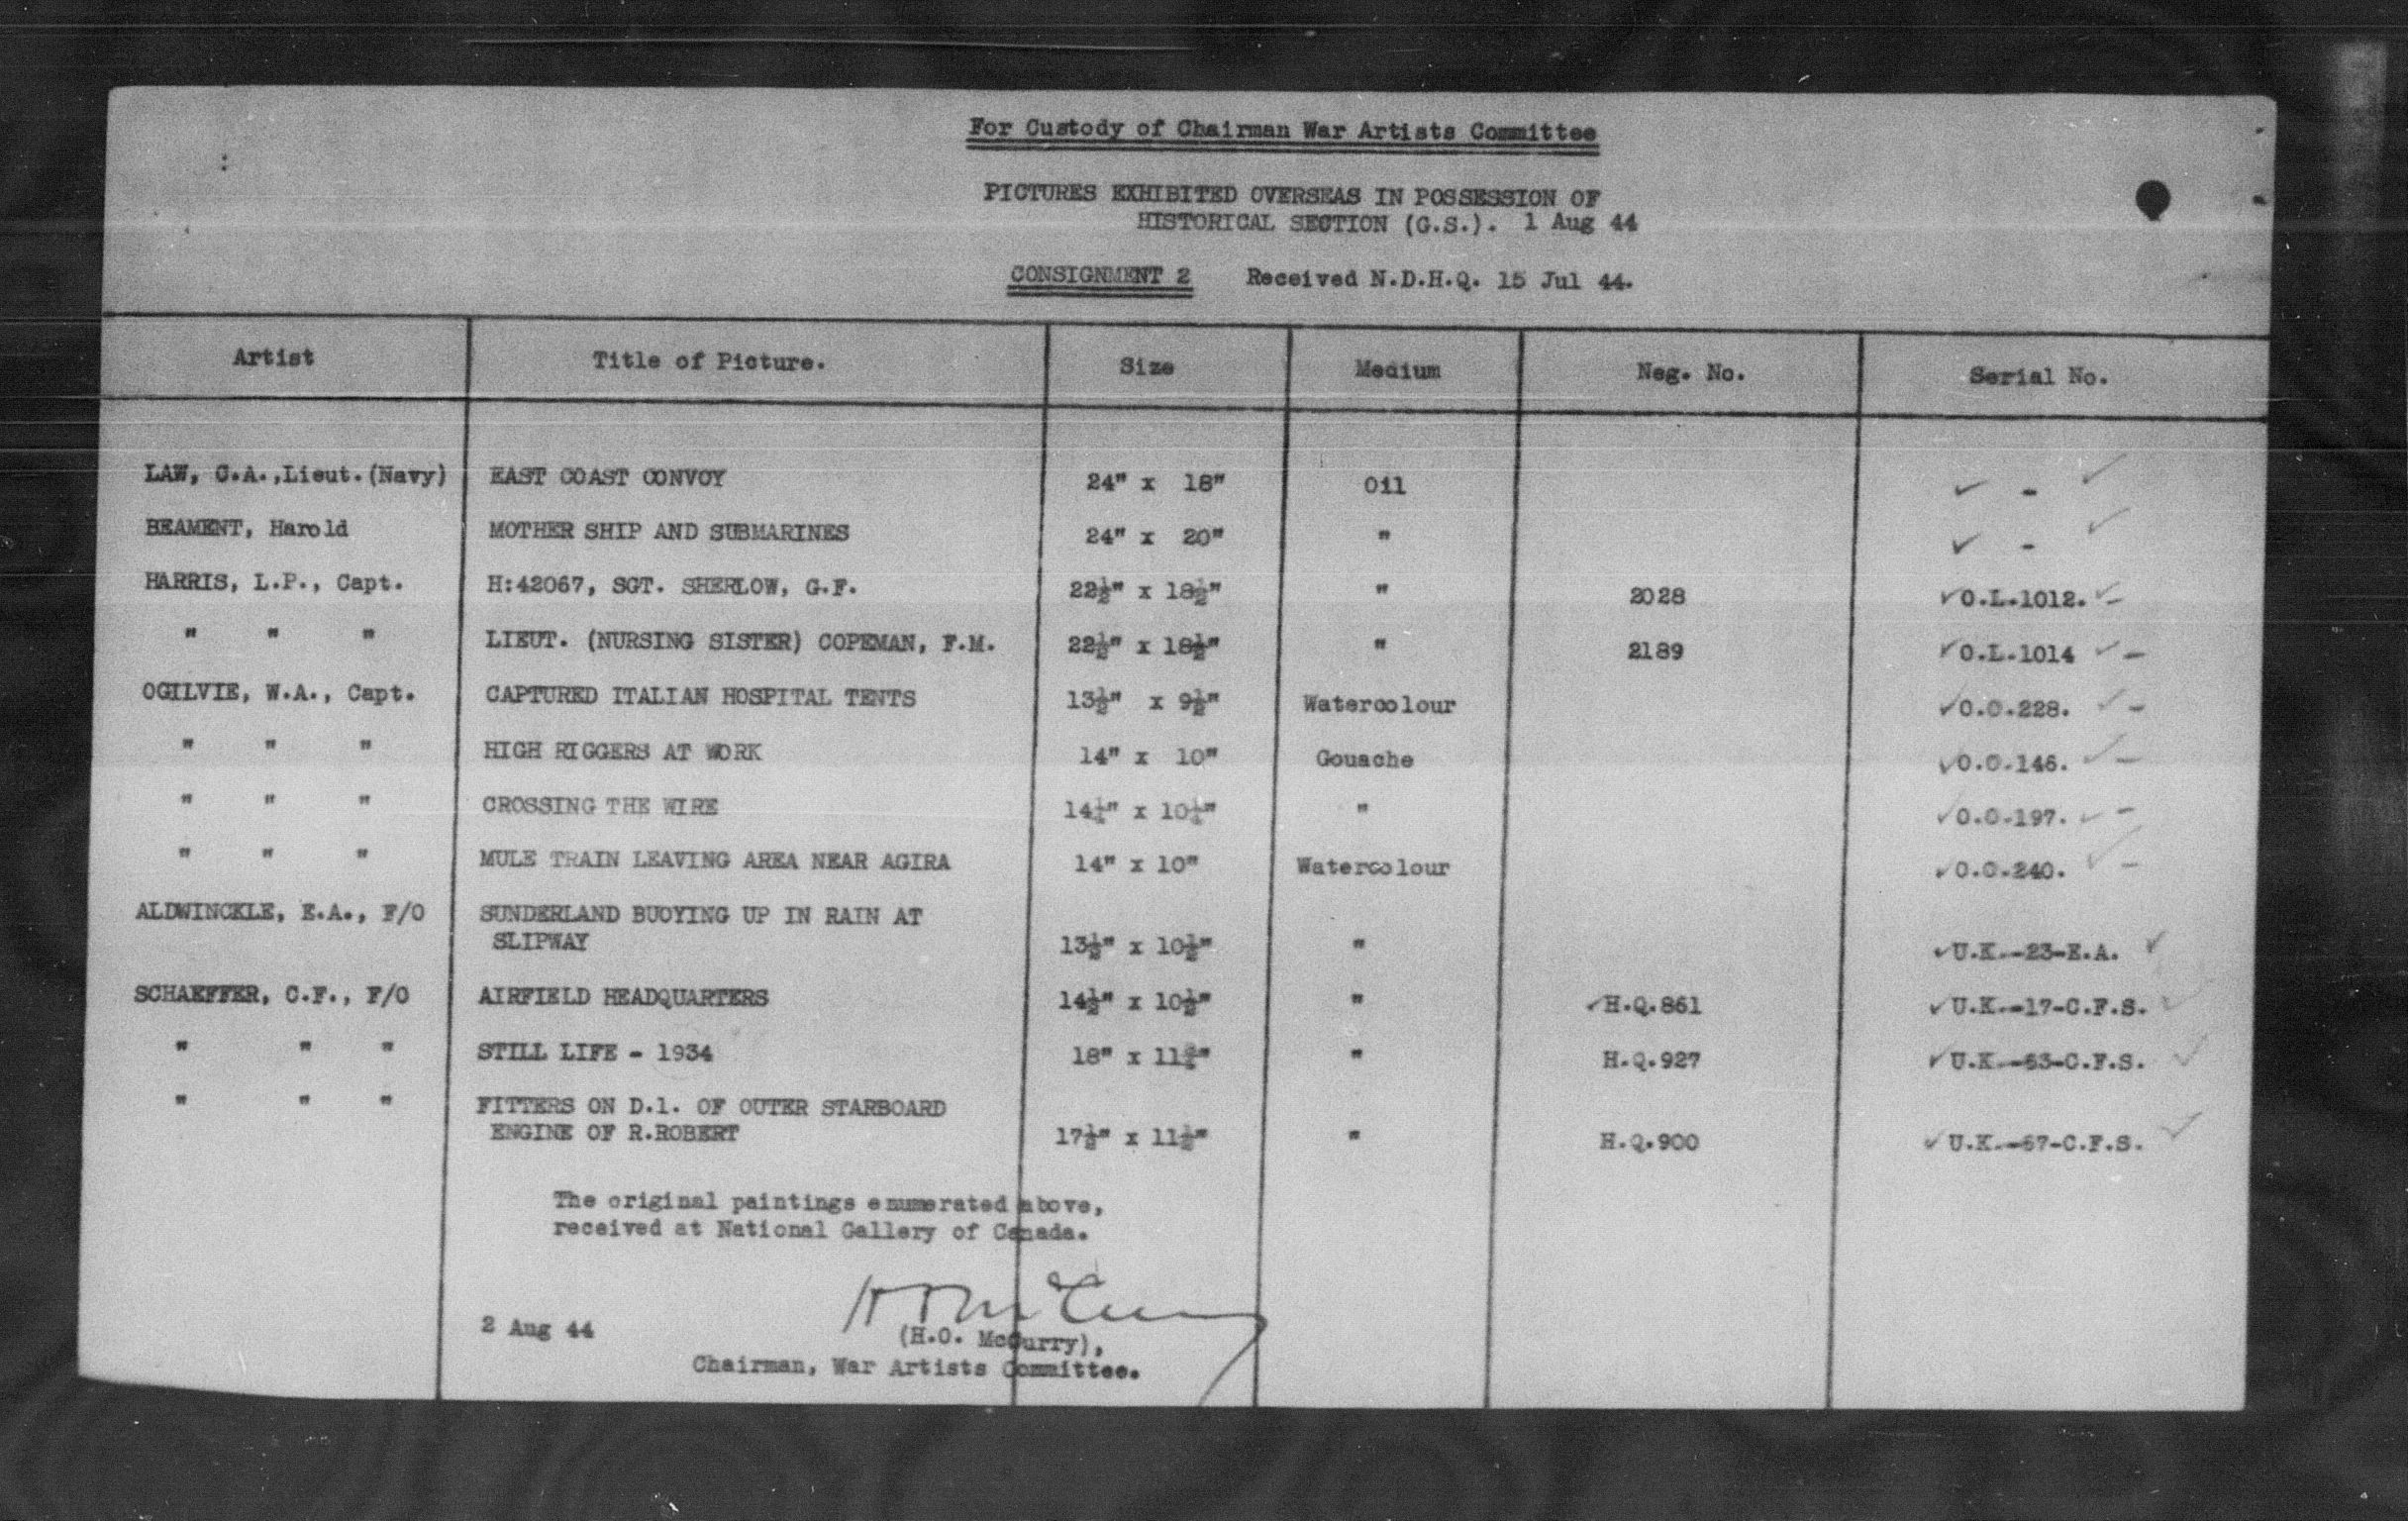 For Custody of Chairman War Artists Committee
PICTURES EXHIBITED OVERSEAS IN POSSESSION OF
HISTORICAL SECTION (G.S.). 1 Aug 44
CONSIGNMENT 2 Received N.D.H.Q. 15 Jul 44.
Artist Title of Picture. Size Medium Neg. No. Serial No.
LAW, C.A.,Lieut.(Navy) EAST COAST CONVOY 24" x 18" Oil ✓ - ✓
BEAMENT, Harold MOTHER SHIP AND SUBMARINES 24" x 20" " ✓ - ✓
HARRIS, L.P., Capt. H:42067, SGT. SHERLOW, G.F. 22½" x 18½" " 2028 ✓O.L.1012. ✓-
" " " LIEUT. (NURSING SISTER) COPEMAN, F.M. 22½" x 18½" " 2189 ✓O.L.1014 ✓-
OGILVIE, W.A., Capt. CAPTURED ITALIAN HOSPITAL TENTS 13½" x 9½" Watercolour ✓O.O.228. ✓-
" " " HIGH RIGGERS AT WORK 14" x 10" Gouache ✓O.O.146. ✓-
" " " CROSSING THE WIRE 14¼" x 10¼" " ✓O.O.197. ✓-
" " " MULE TRAIN LEAVING AREA NEAR AGIRA 14" x 10" Watercolour ✓O.O.240. ✓-
ALDWINCKLE, E.A., F/O SUNDERLAND BUOYING UP IN RAIN AT
SLIPWAY 13½" x 10½" " ✓U.K.-23-E.A. ✓
SCHAEFFER, C.F., F/O AIRFIELD HEADQUARTERS 14½" x 10½" " ✓H.Q.861 ✓U.K.-17-C.F.S. ✓
" " " STILL LIFE - 1934 18" x 11¾" " H.Q.927 ✓U.K.-63-C.F.S. ✓
" " " FITTERS ON D.1. OF OUTER STARBOARD
ENGINE OF R.ROBERT 17½" x 11½" " H.Q.900 ✓U.K.-67-C.F.S. ✓
The original paintings enumerated above,
received at National Gallery of Canada.
H O McCurry
2 Aug 44 (H.O. McCurry),
Chairman, War Artists Committee.